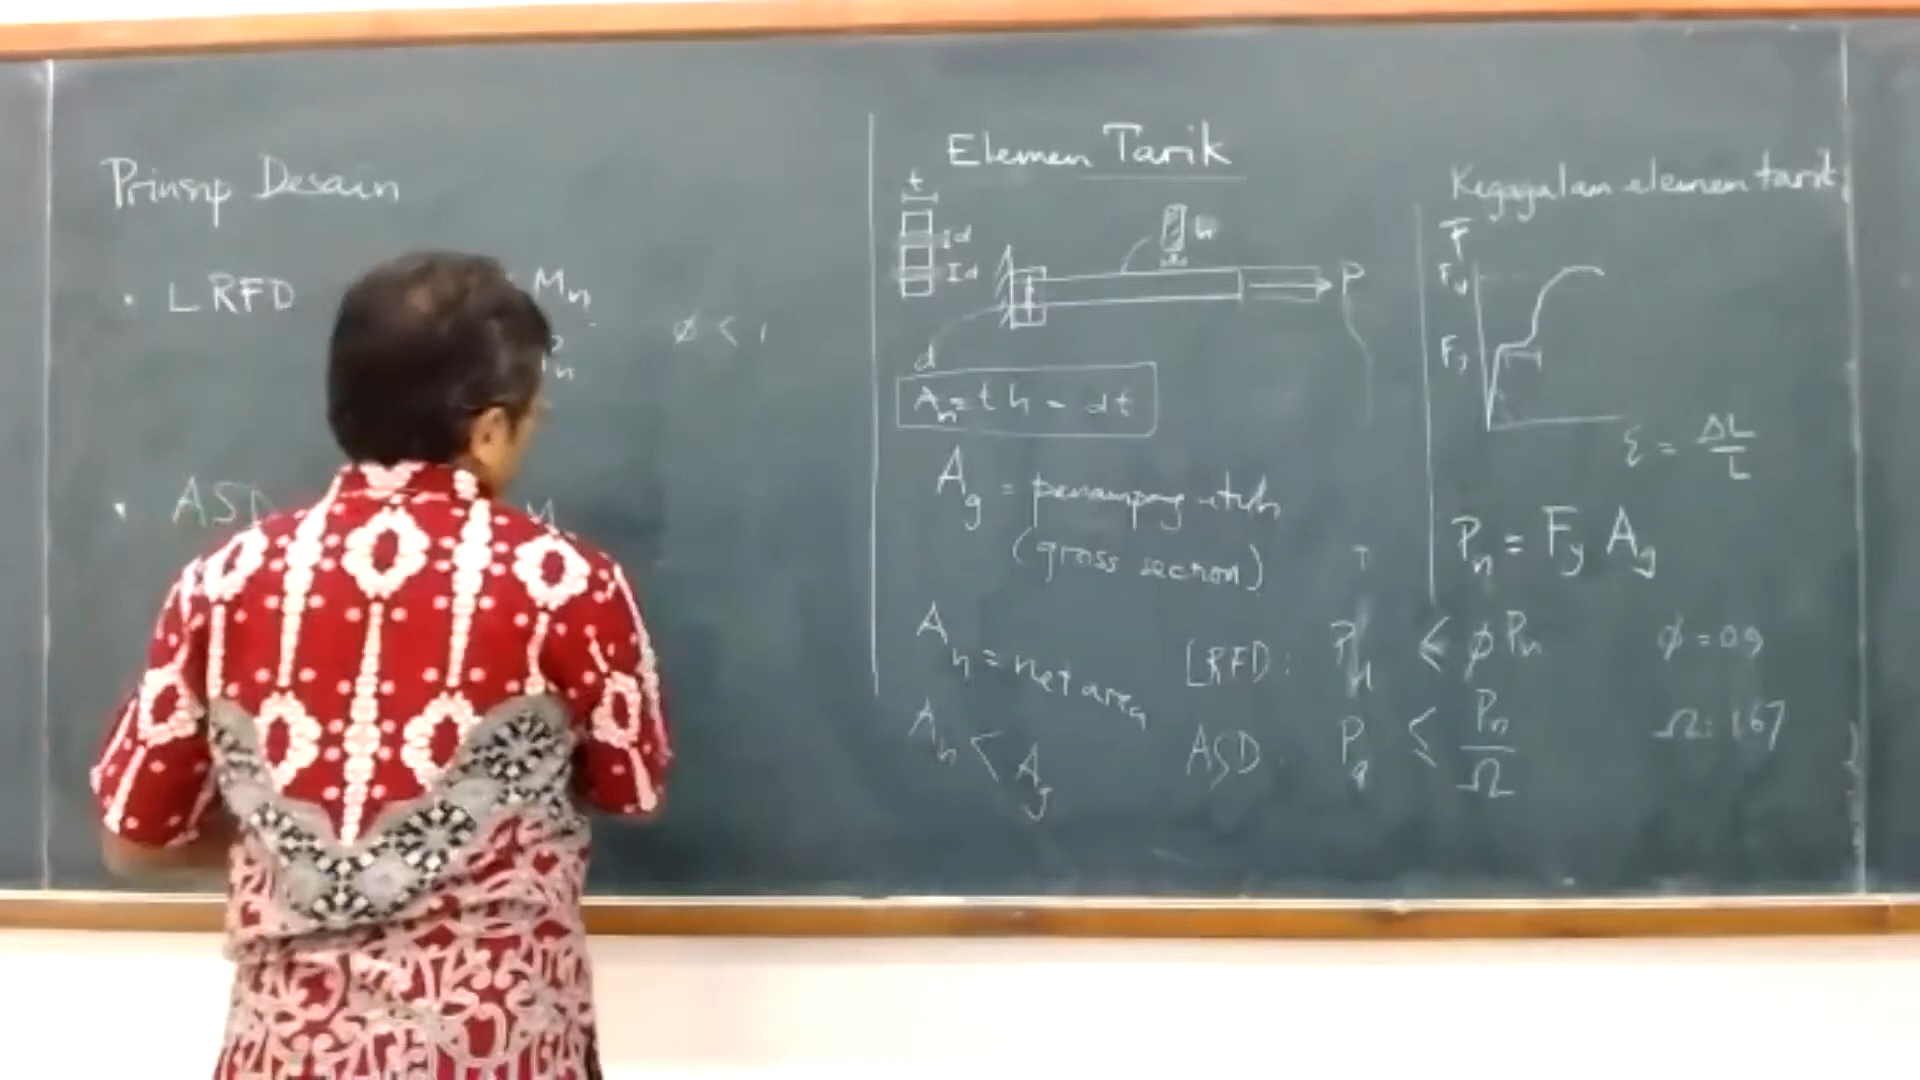 Prinsip Desain
• LRFD Mn
Pn
φ < 1
• ASD M
Elemen Tarik
t
d
d
h
P
d
An = t h - dt
Ag = penampang utuh
(gross section)
An = net area
An < Ag
Kegagalan elemen tarik
F
Fu
Fy
ε = ΔL/L
Pn = Fy Ag
LRFD : Pu ≤ φ Pn φ = 0.9
ASD : Pa ≤ Pn/Ω Ω : 1.67